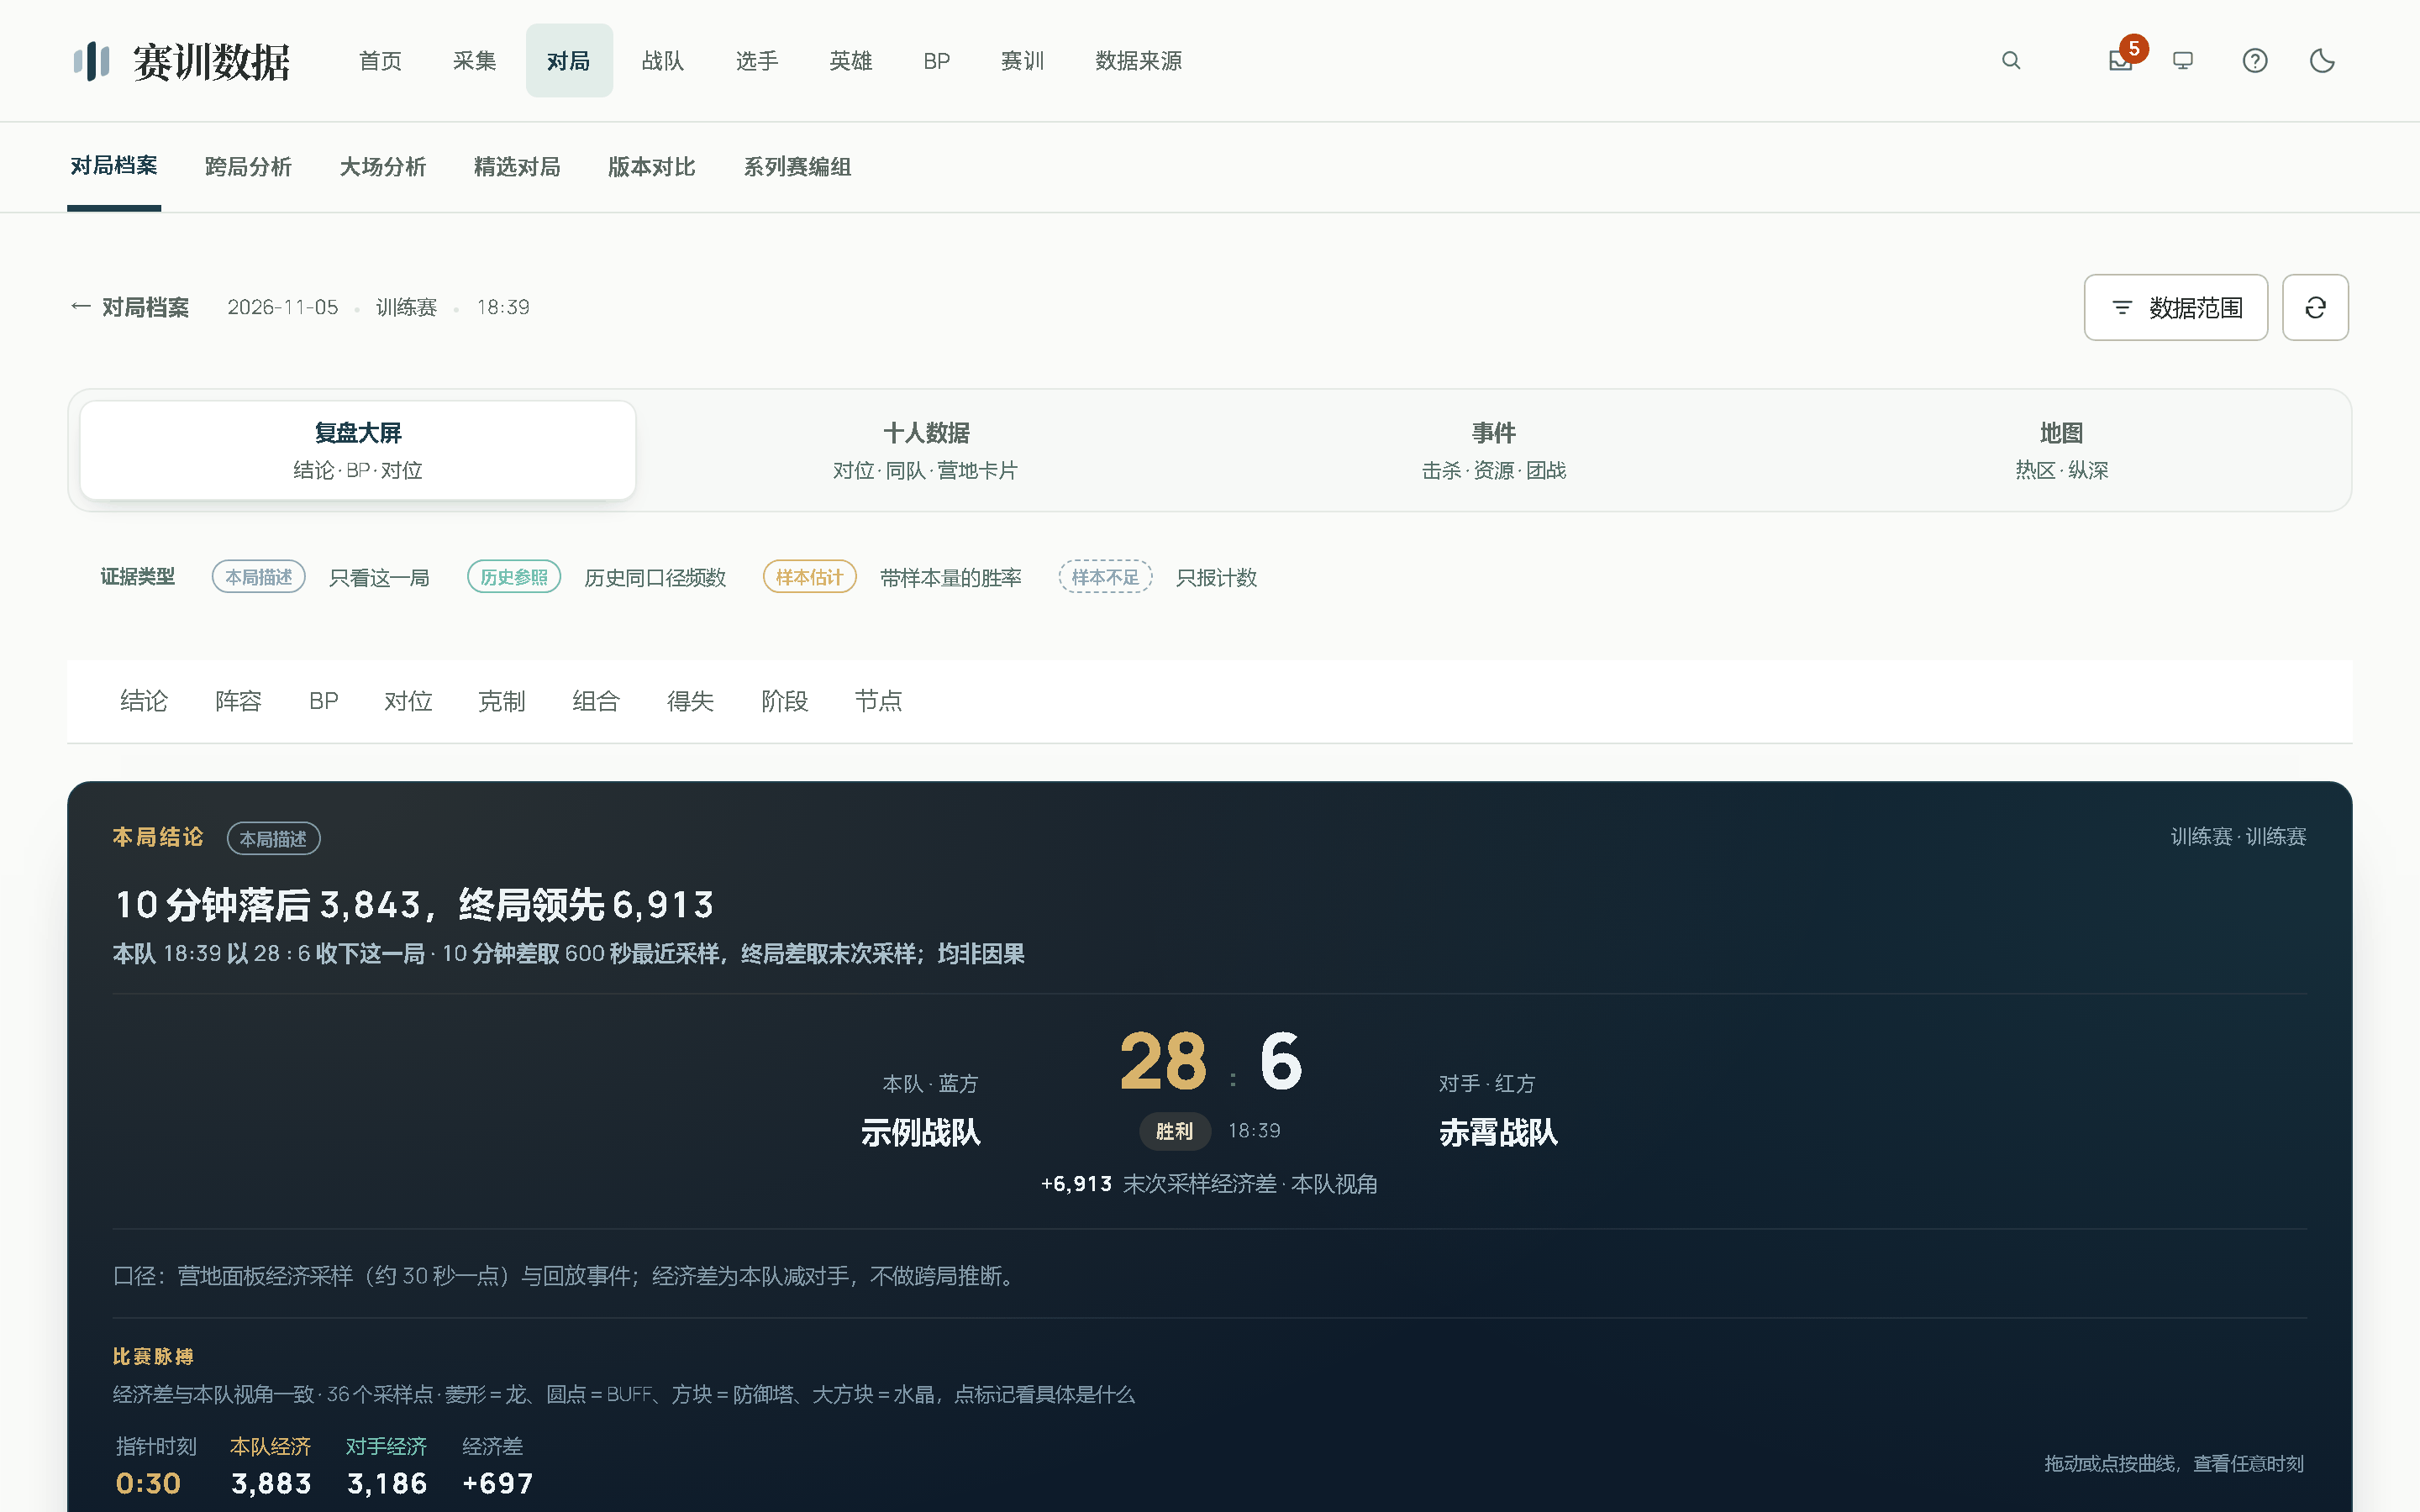 赛训数据 首页 采集 对局 战队 选手 英雄 BP 赛训 数据来源 5
对局档案 跨局分析 大场分析 精选对局 版本对比 系列赛编组
← 对局档案 2026-11-05 · 训练赛 · 18:39 数据范围
复盘大屏 十人数据 事件 地图
结论·BP·对位 对位·同队·营地卡片 击杀·资源·团战 热区·纵深
证据类型 本局描述 只看这一局 历史参照 历史同口径频数 样本估计 带样本量的胜率 样本不足 只报计数
结论 阵容 BP 对位 克制 组合 得失 阶段 节点
本局结论 本局描述 训练赛·训练赛
10 分钟落后 3,843，终局领先 6,913
本队 18:39 以 28 : 6 收下这一局 · 10 分钟差取 600 秒最近采样，终局差取末次采样；均非因果
28 : 6
本队·蓝方 对手·红方
示例战队 胜利 18:39 赤霄战队
+6,913 末次采样经济差·本队视角
口径：营地面板经济采样（约 30 秒一点）与回放事件；经济差为本队减对手，不做跨局推断。
比赛脉搏
经济差与本队视角一致·36个采样点·菱形=龙、圆点=BUFF、方块=防御塔、大方块=水晶，点标记看具体是什么
指针时刻 本队经济 对手经济 经济差
0:30 3,883 3,186 +697 拖动或点按曲线，查看任意时刻